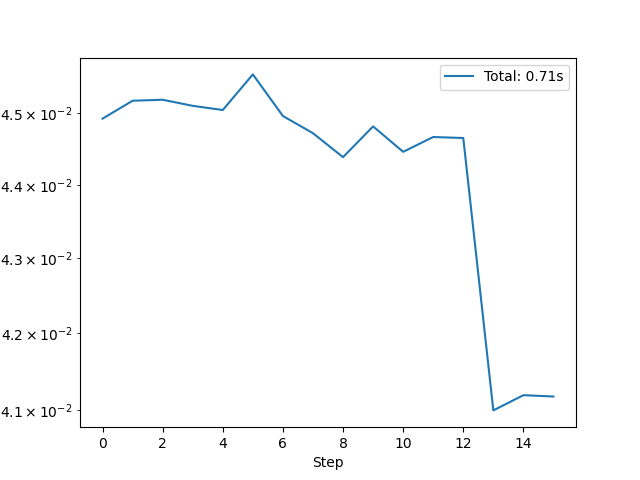 Total: 0.71s
4.5 × 10⁻²
4.4 × 10⁻²
4.3 × 10⁻²
4.2 × 10⁻²
4.1 × 10⁻²
0 2 4 6 8 10 12 14
Step